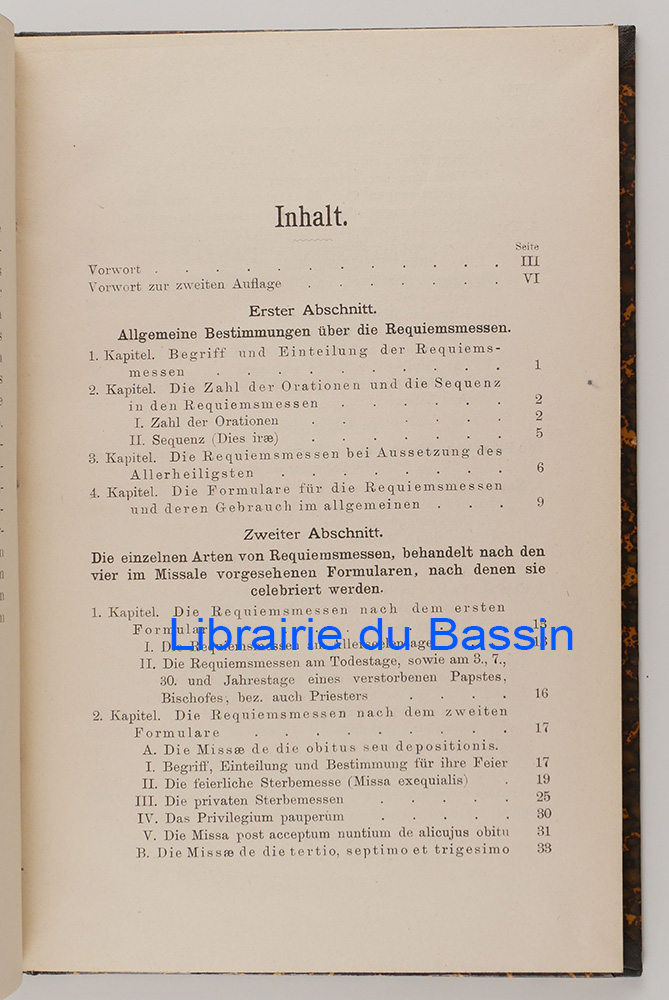 Inhalt.
Seite
Vorwort . . . . . . . . . . . . III
Vorwort zur zweiten Auflage . . . . . . . VI
Erster Abschnitt.
Allgemeine Bestimmungen über die Requiemsmessen.
1. Kapitel. Begriff und Einteilung der Requiems-
messen . . . . . . . . . . 1
2. Kapitel. Die Zahl der Orationen und die Sequenz
in den Requiemsmessen . . . . . . 2
I. Zahl der Orationen . . . . . . 2
II. Sequenz (Dies iræ) . . . . . . . 5
3. Kapitel. Die Requiemsmessen bei Aussetzung des
Allerheiligsten . . . . . . . . 6
4. Kapitel. Die Formulare für die Requiemsmessen
und deren Gebrauch im allgemeinen . . . 9
Zweiter Abschnitt.
Die einzelnen Arten von Requiemsmessen, behandelt nach den
vier im Missale vorgesehenen Formularen, nach denen sie
celebriert werden.
1. Kapitel. Die Requiemsmessen nach dem ersten
Formular 13
Librairie du Bassin
I. Die Requiemsmessen Allerseelentage 13
II. Die Requiemsmessen am Todestage, sowie am 3., 7.,
30. und Jahrestage eines verstorbenen Papstes,
Bischofes, bez. auch Priesters . . . . 16
2. Kapitel. Die Requiemsmessen nach dem zweiten
Formulare . . . . . . . . . 17
A. Die Missæ de die obitus seu depositionis.
I. Begriff, Einteilung und Bestimmung für ihre Feier 17
II. Die feierliche Sterbemesse (Missa exequialis) . 19
III. Die privaten Sterbemessen . . . . . 25
IV. Das Privilegium pauperum . . . . . 30
V. Die Missa post acceptum nuntium de alicujus obitu 31
B. Die Missæ de die tertio, septimo et trigesimo 33